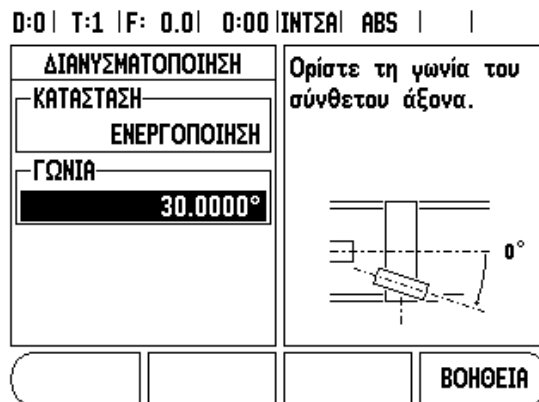 D:0| T:1 |F: 0.0| 0:00|ΙΝΤΣΑ| ABS | |
ΔΙΑΝΥΣΜΑΤΟΠΟΙΗΣΗ
ΚΑΤΑΣΤΑΣΗ
ΕΝΕΡΓΟΠΟΙΗΣΗ
ΓΩΝΙΑ
30.0000°
Ορίστε τη γωνία του
σύνθετου άξονα.
0°
ΒΟΗΘΕΙΑ